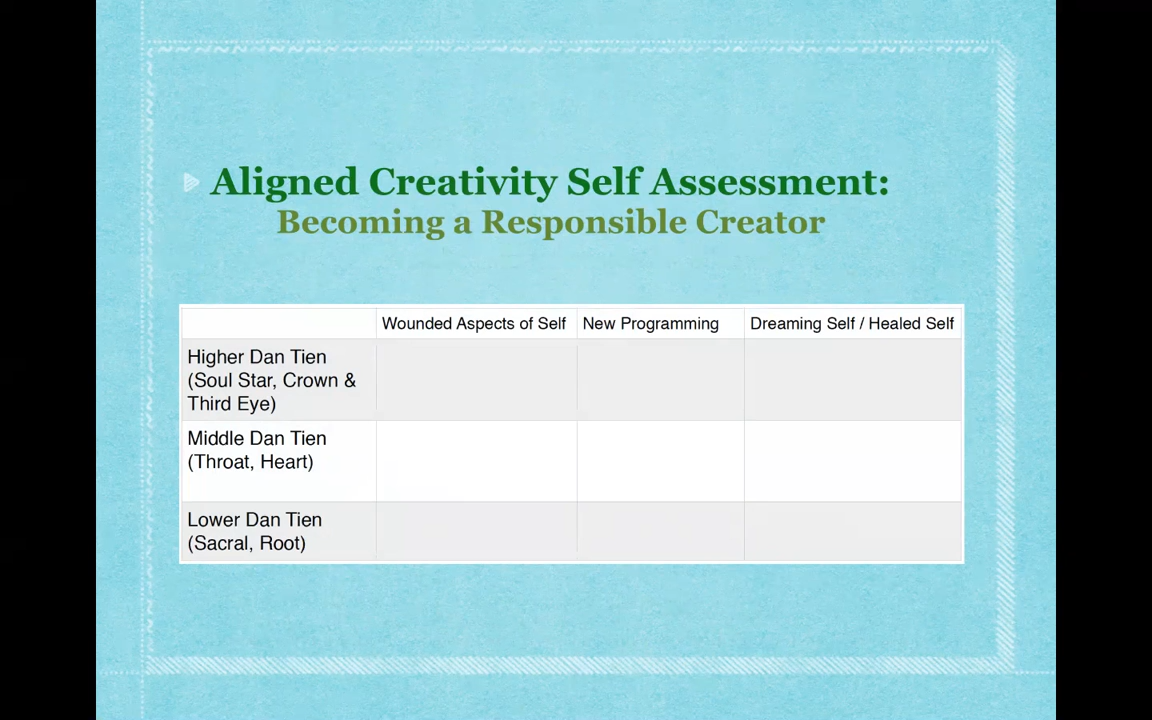 Aligned Creativity Self Assessment:
Becoming a Responsible Creator
Wounded Aspects of Self New Programming Dreaming Self / Healed Self
Higher Dan Tien
(Soul Star, Crown &
Third Eye)
Middle Dan Tien
(Throat, Heart)
Lower Dan Tien
(Sacral, Root)